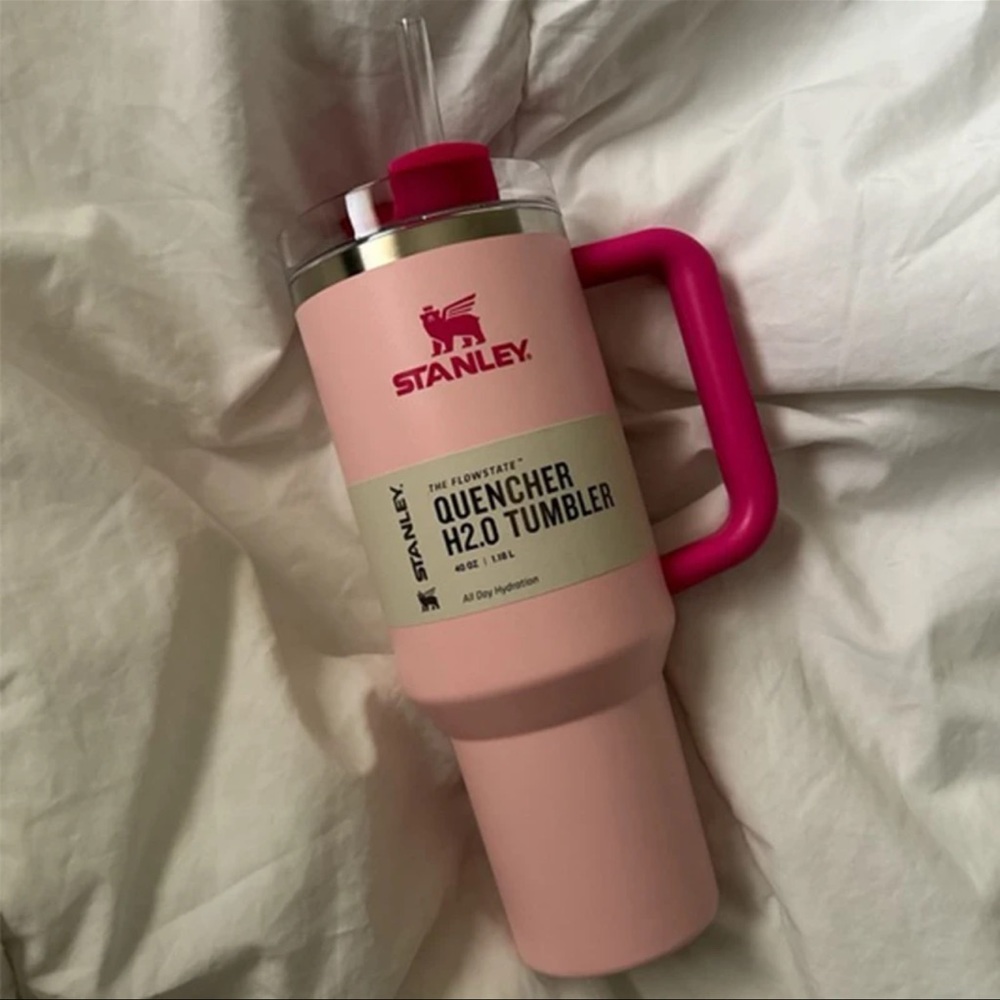 STANLEY.
THE FLOWSTATE™
QUENCHER
H2.0 TUMBLER
40 OZ | 1.18 L
All Day Hydration
STANLEY.